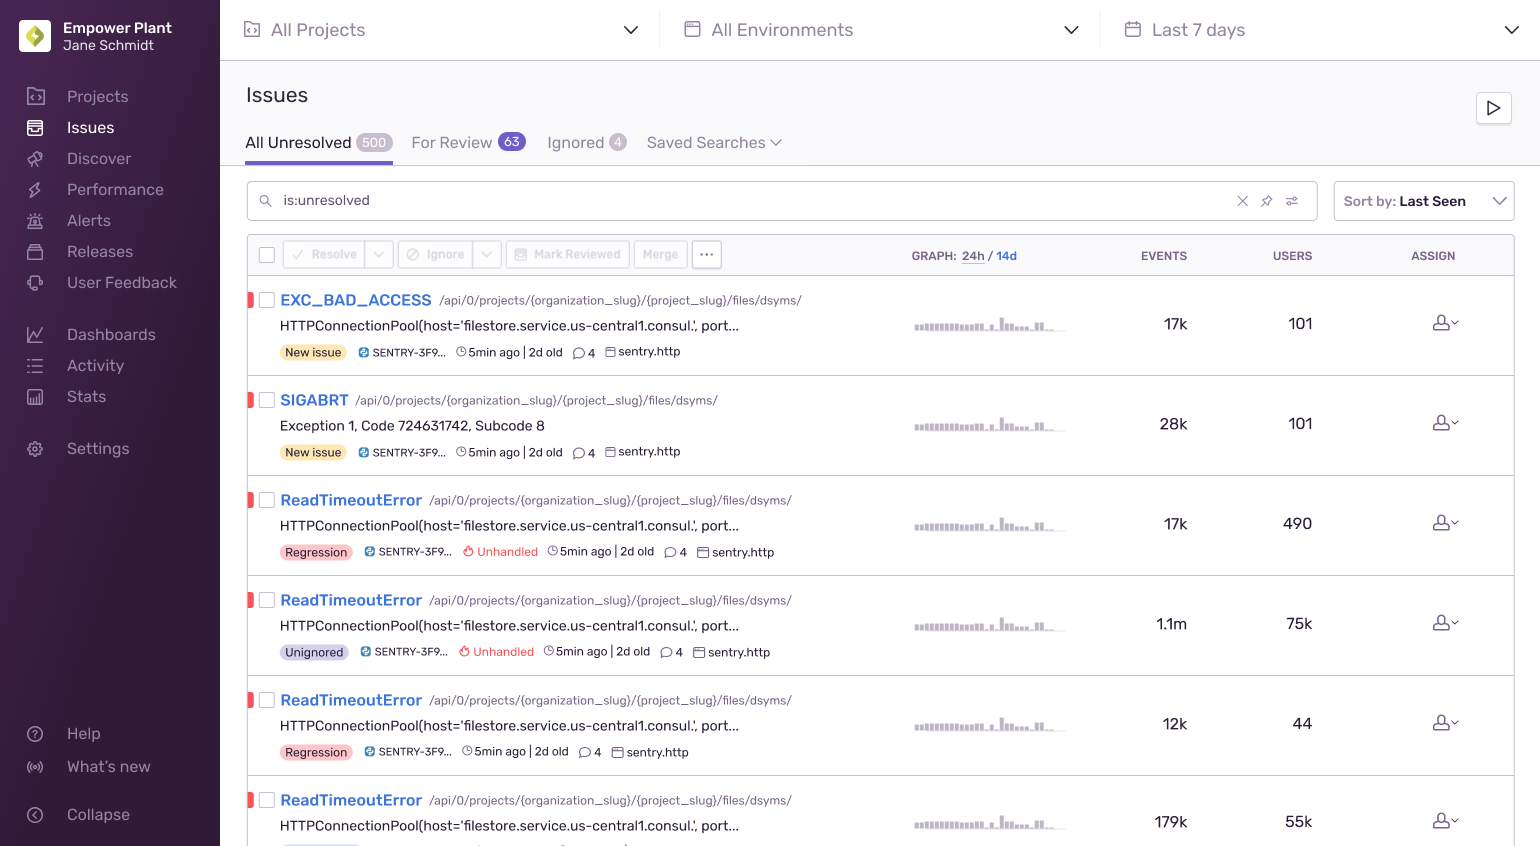 Empower Plant
Jane Schmidt
Projects
Issues
Discover
Performance
Alerts
Releases
User Feedback
Dashboards
Activity
Stats
Settings
Help
What's new
Collapse
All Projects
All Environments
Last 7 days
Issues
All Unresolved 500 For Review 63 Ignored 4 Saved Searches
is:unresolved
Sort by: Last Seen
Resolve Ignore Mark Reviewed Merge ... GRAPH: 24h / 14d EVENTS USERS ASSIGN
EXC_BAD_ACCESS /api/0/projects/{organization_slug}/{project_slug}/files/dsyms/
HTTPConnectionPool(host='filestore.service.us-central1.consul.', port... 17k 101
New issue SENTRY-3F9... 5min ago | 2d old 4 sentry.http
SIGABRT /api/0/projects/{organization_slug}/{project_slug}/files/dsyms/
Exception 1, Code 724631742, Subcode 8 28k 101
New issue SENTRY-3F9... 5min ago | 2d old 4 sentry.http
ReadTimeoutError /api/0/projects/{organization_slug}/{project_slug}/files/dsyms/
HTTPConnectionPool(host='filestore.service.us-central1.consul.', port... 17k 490
Regression SENTRY-3F9... Unhandled 5min ago | 2d old 4 sentry.http
ReadTimeoutError /api/0/projects/{organization_slug}/{project_slug}/files/dsyms/
HTTPConnectionPool(host='filestore.service.us-central1.consul.', port... 1.1m 75k
Unignored SENTRY-3F9... Unhandled 5min ago | 2d old 4 sentry.http
ReadTimeoutError /api/0/projects/{organization_slug}/{project_slug}/files/dsyms/
HTTPConnectionPool(host='filestore.service.us-central1.consul.', port... 12k 44
Regression SENTRY-3F9... 5min ago | 2d old 4 sentry.http
ReadTimeoutError /api/0/projects/{organization_slug}/{project_slug}/files/dsyms/
HTTPConnectionPool(host='filestore.service.us-central1.consul.', port... 179k 55k